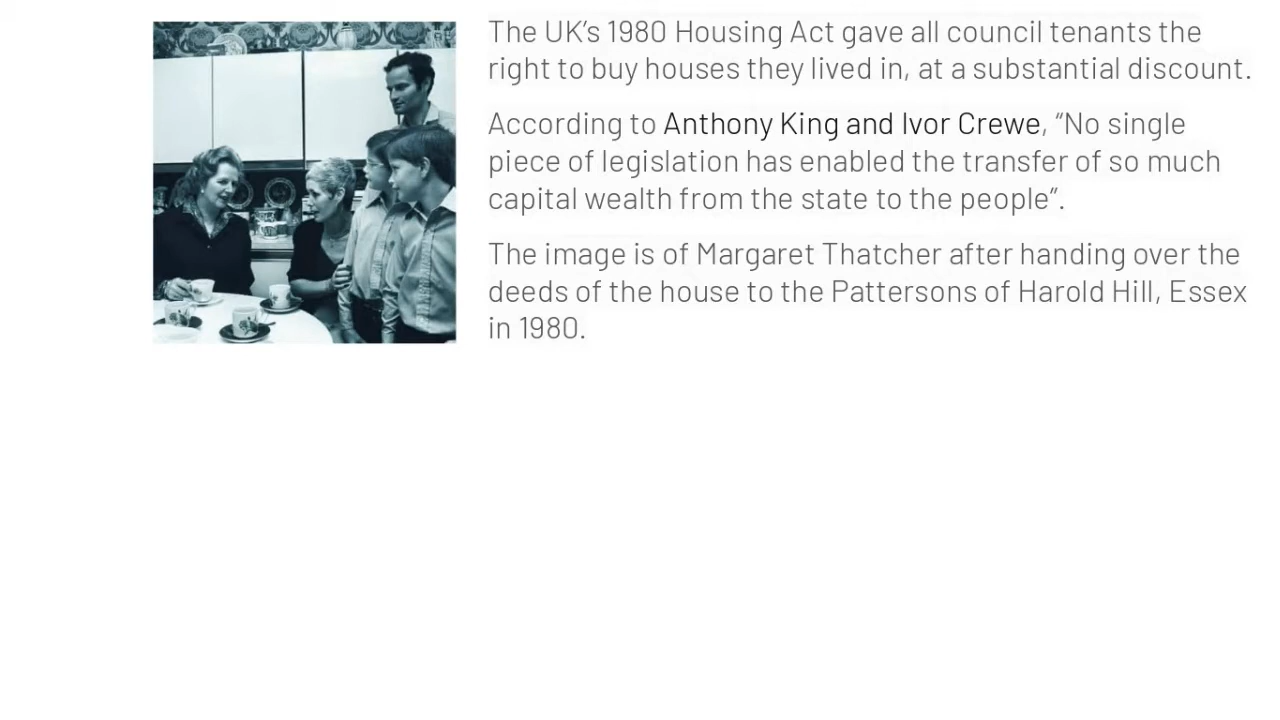 The UK’s 1980 Housing Act gave all council tenants the
right to buy houses they lived in, at a substantial discount.
According to Anthony King and Ivor Crewe, “No single
piece of legislation has enabled the transfer of so much
capital wealth from the state to the people”.
The image is of Margaret Thatcher after handing over the
deeds of the house to the Pattersons of Harold Hill, Essex
in 1980.